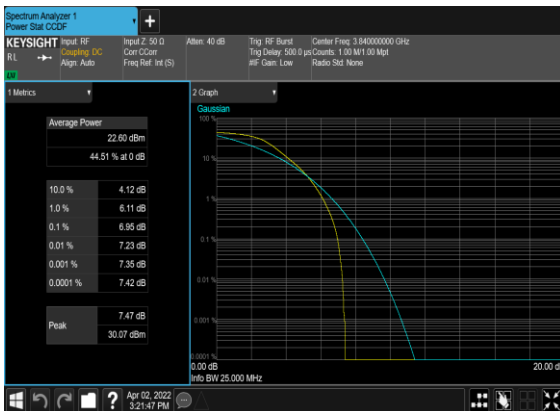 Spectrum Analyzer 1
Power Stat CCDF
+
KEYSIGHT
RL
LV
Input: RF
Coupling: DC
Align: Auto
Input Z: 50 Ω
Corr CCorr
Freq Ref: Int (S)
Atten: 40 dB
Trig: RF Burst
Trig Delay: 500.0 µs
#IF Gain: Low
Center Freq: 3.840000000 GHz
Counts: 1.00 M/1.00 Mpt
Radio Std: None
1 Metrics
Average Power
22.60 dBm
44.51 % at 0 dB
10.0 % 4.12 dB
1.0 % 6.11 dB
0.1 % 6.95 dB
0.01 % 7.23 dB
0.001 % 7.35 dB
0.0001 % 7.42 dB
Peak
7.47 dB
30.07 dBm
2 Graph
Gaussian
100 %
10 %
1 %
0.1 %
0.01 %
0.001 %
0.0001 %
0.00 dB
20.00 dB
Info BW 25.000 MHz
?
Apr 02, 2022
3:21:47 PM